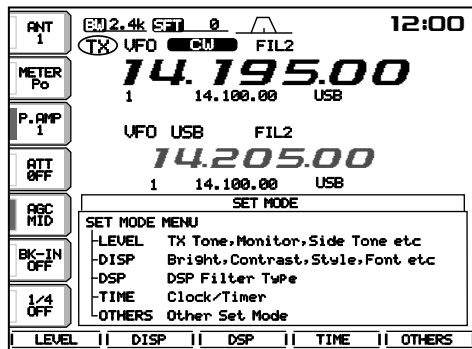 ANT
1
BW 2.4k SFT 0
12:00
TX VFO CW FIL2
METER
Po
14.195.00
1 14.100.00 USB
P.AMP
1
VFO USB FIL2
ATT
OFF
14.205.00
1 14.100.00 USB
AGC
MID
SET MODE
SET MODE MENU
LEVEL TX Tone,Monitor,Side Tone etc
BK-IN
OFF
DISP Bright,Contrast,Style,Font etc
DSP DSP Filter Type
1/4
OFF
TIME Clock/Timer
OTHERS Other Set Mode
LEVEL DISP DSP TIME OTHERS